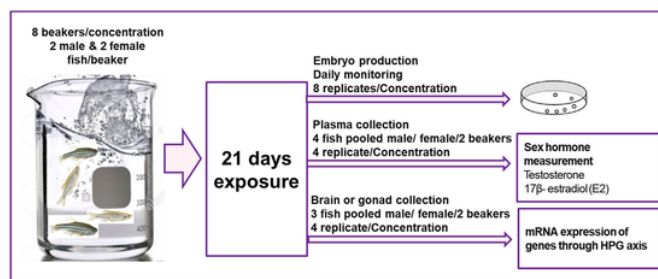 8 beakers/concentration
2 male & 2 female
fish/beaker
21 days
exposure
Embryo production
Daily monitoring
8 replicates/Concentration
Plasma collection
4 fish pooled male/ female/2 beakers
4 replicate/Concentration
Brain or gonad collection
3 fish pooled male/ female/2 beakers
4 replicate/Concentration
Sex hormone
measurement
Testosterone
17β- estradiol (E2)
mRNA expression of
genes through HPG axis